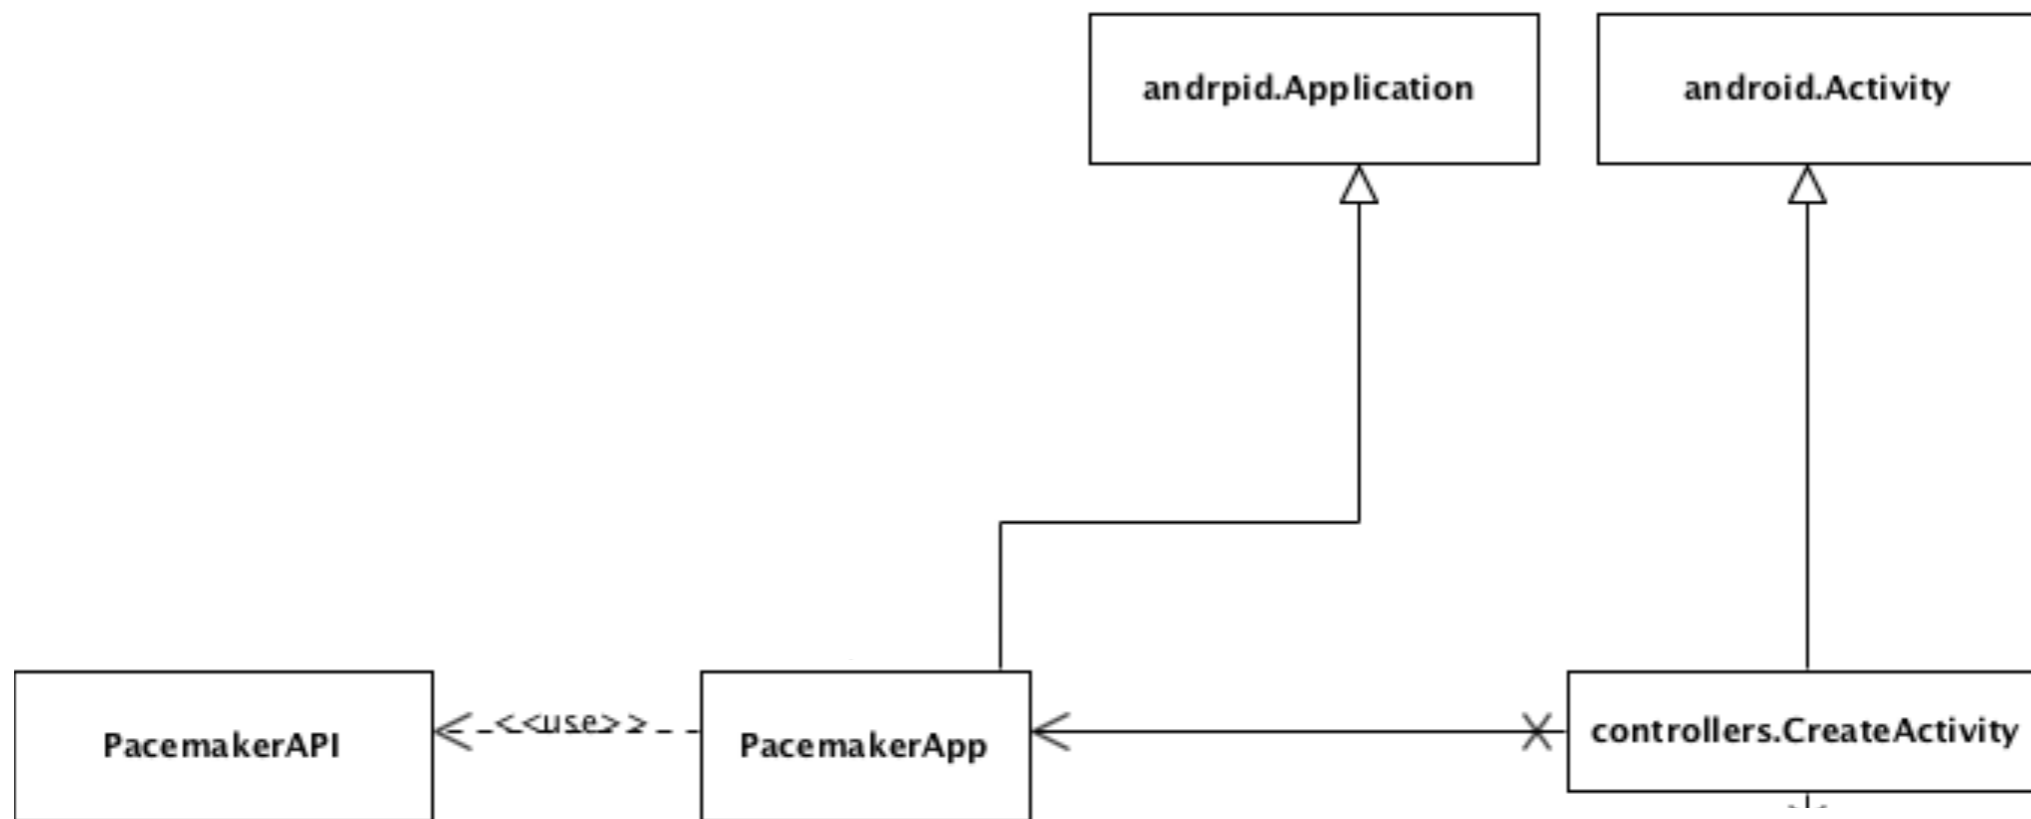 andrpid.Application
android.Activity
PacemakerAPI
<<use>>
PacemakerApp
controllers.CreateActivity